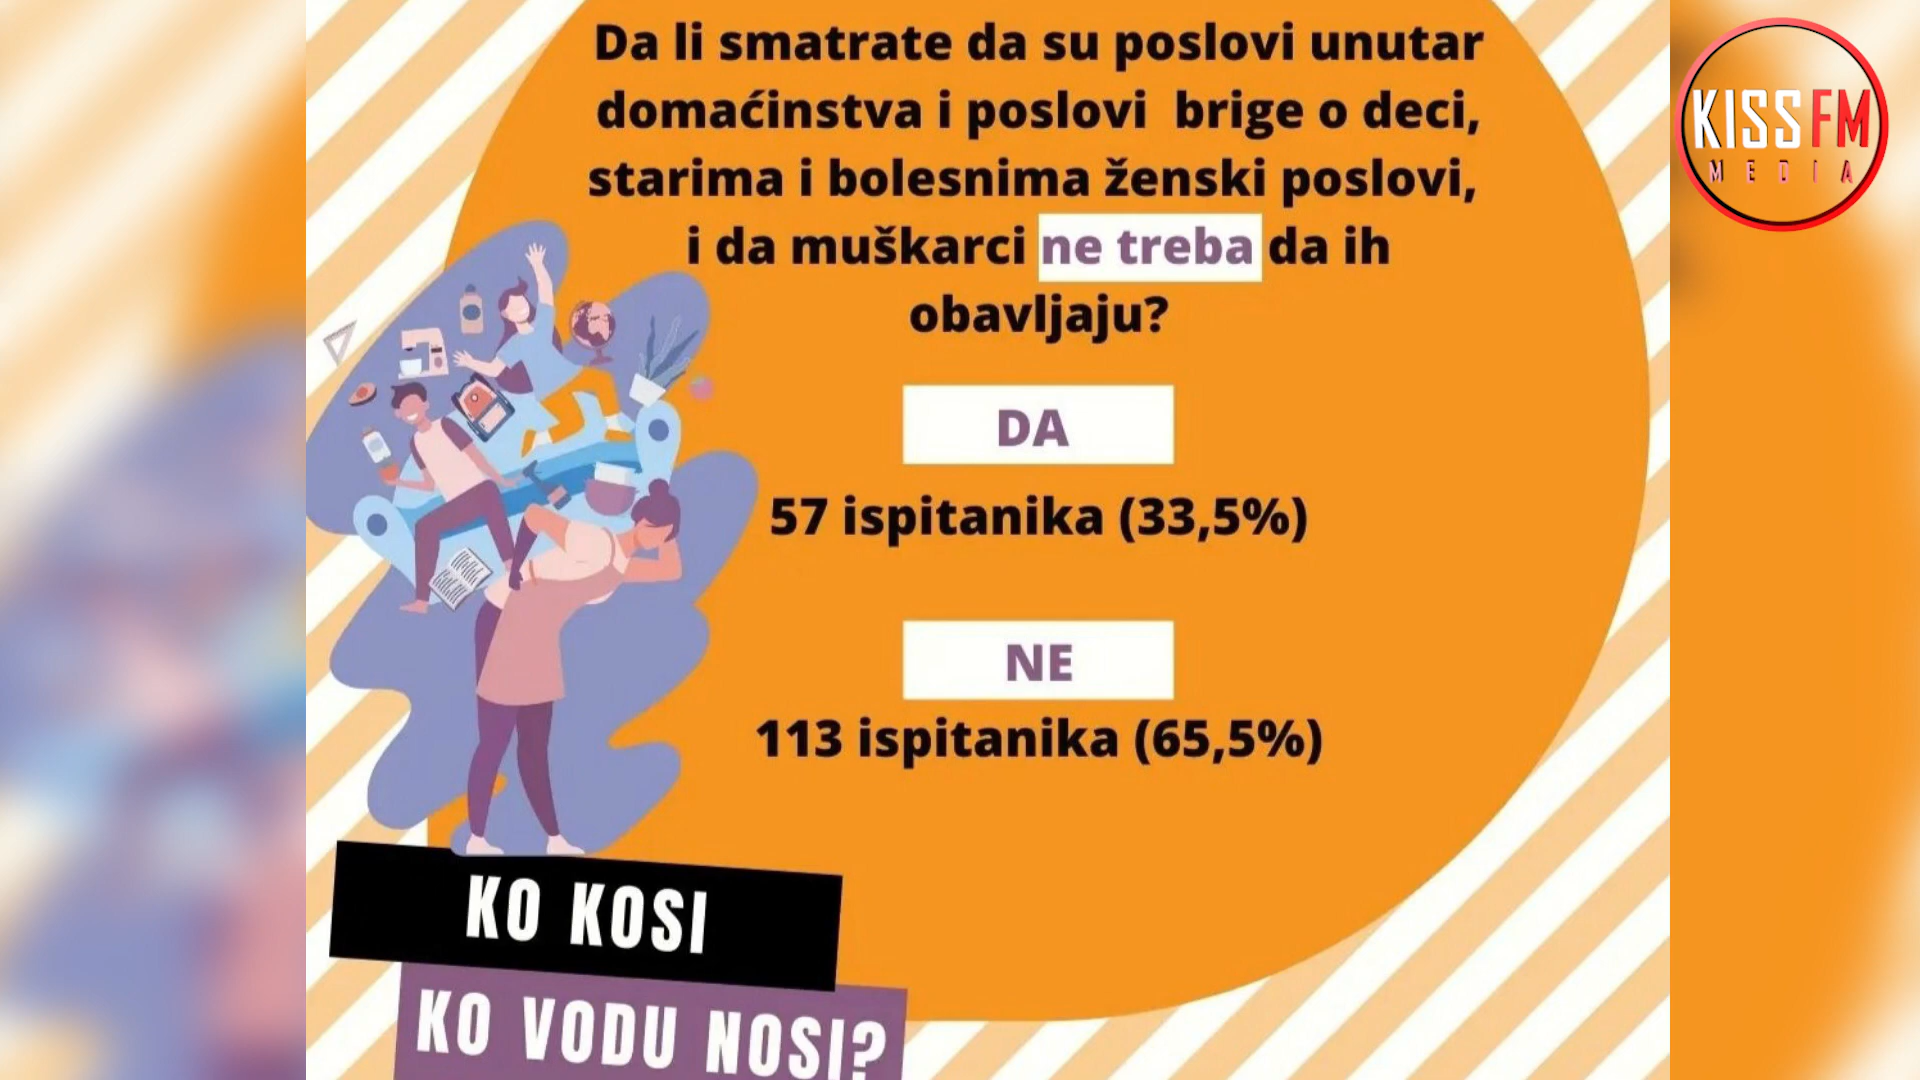 Da li smatrate da su poslovi unutar
domaćinstva i poslovi brige o deci,
starima i bolesnima ženski poslovi,
i da muškarci ne treba da ih
obavljaju?
DA
57 ispitanika (33,5%)
NE
113 ispitanika (65,5%)
KO KOSI
KO VODU NOSI?
KISS FM
MEDIA